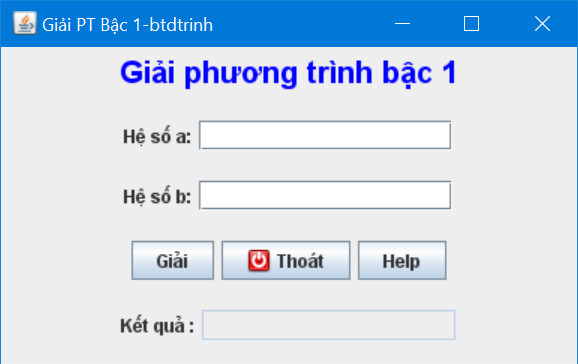 Giải PT Bậc 1-btdtrinh
Giải phương trình bậc 1
Hệ số a:
Hệ số b:
Giải Thoát Help
Kết quả :